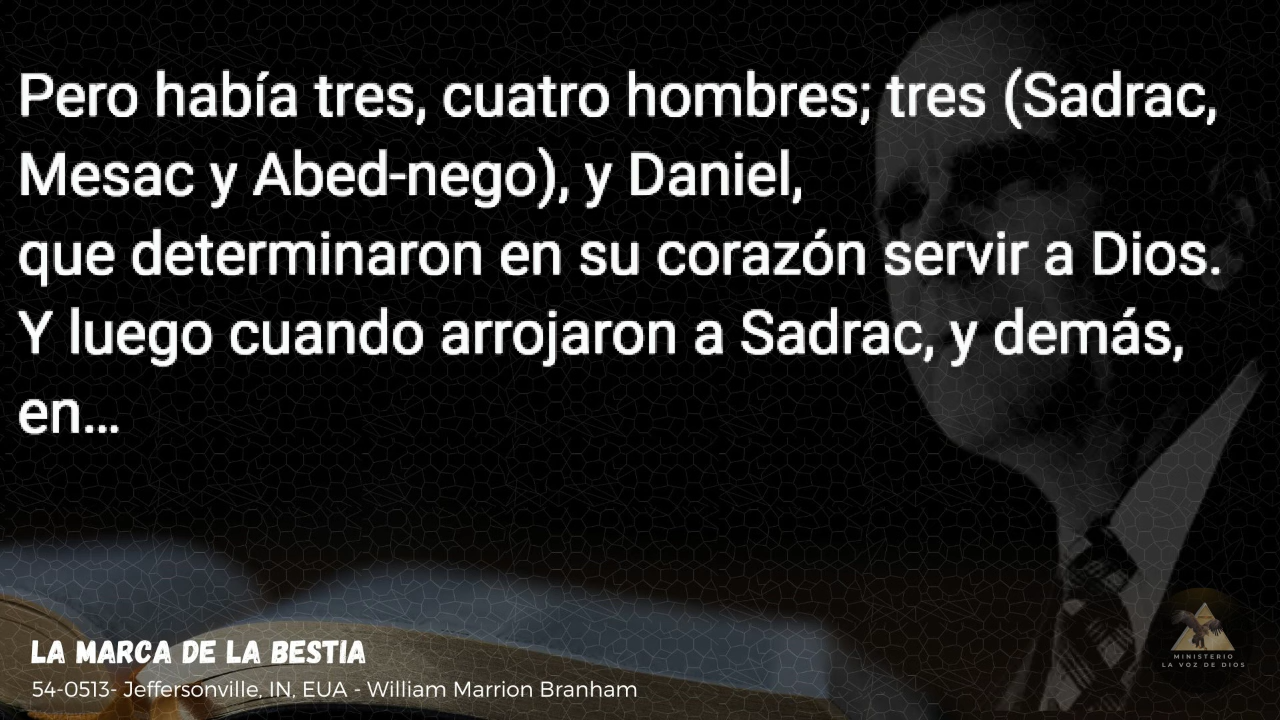 Pero había tres, cuatro hombres; tres (Sadrac,
Mesac y Abed-nego), y Daniel,
que determinaron en su corazón servir a Dios.
Y luego cuando arrojaron a Sadrac, y demás,
en...
LA MARCA DE LA BESTIA
54-0513- Jeffersonville, IN, EUA - William Marrion Branham
MINISTERIO
LA VOZ DE DIOS